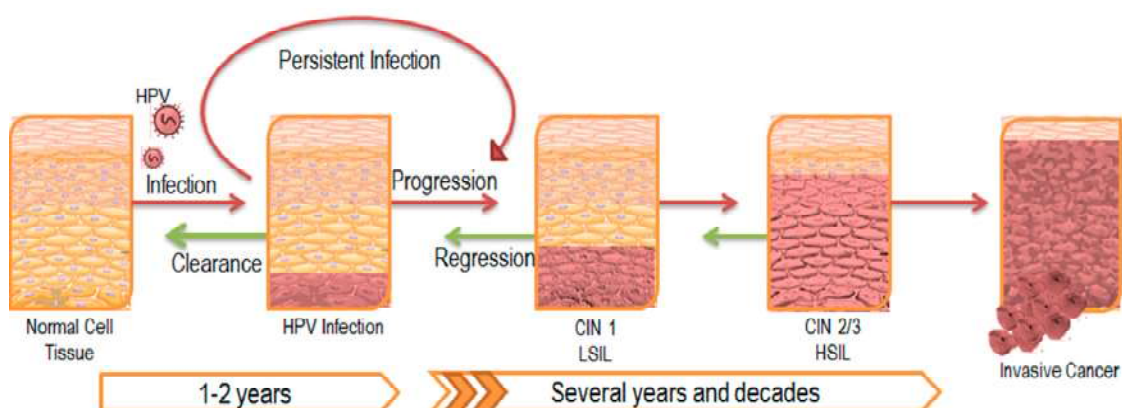 Persistent Infection
HPV
Infection
Progression
Clearance
Regression
Normal Cell
Tissue
HPV Infection
CIN 1
LSIL
CIN 2/3
HSIL
Invasive Cancer
1-2 years
Several years and decades